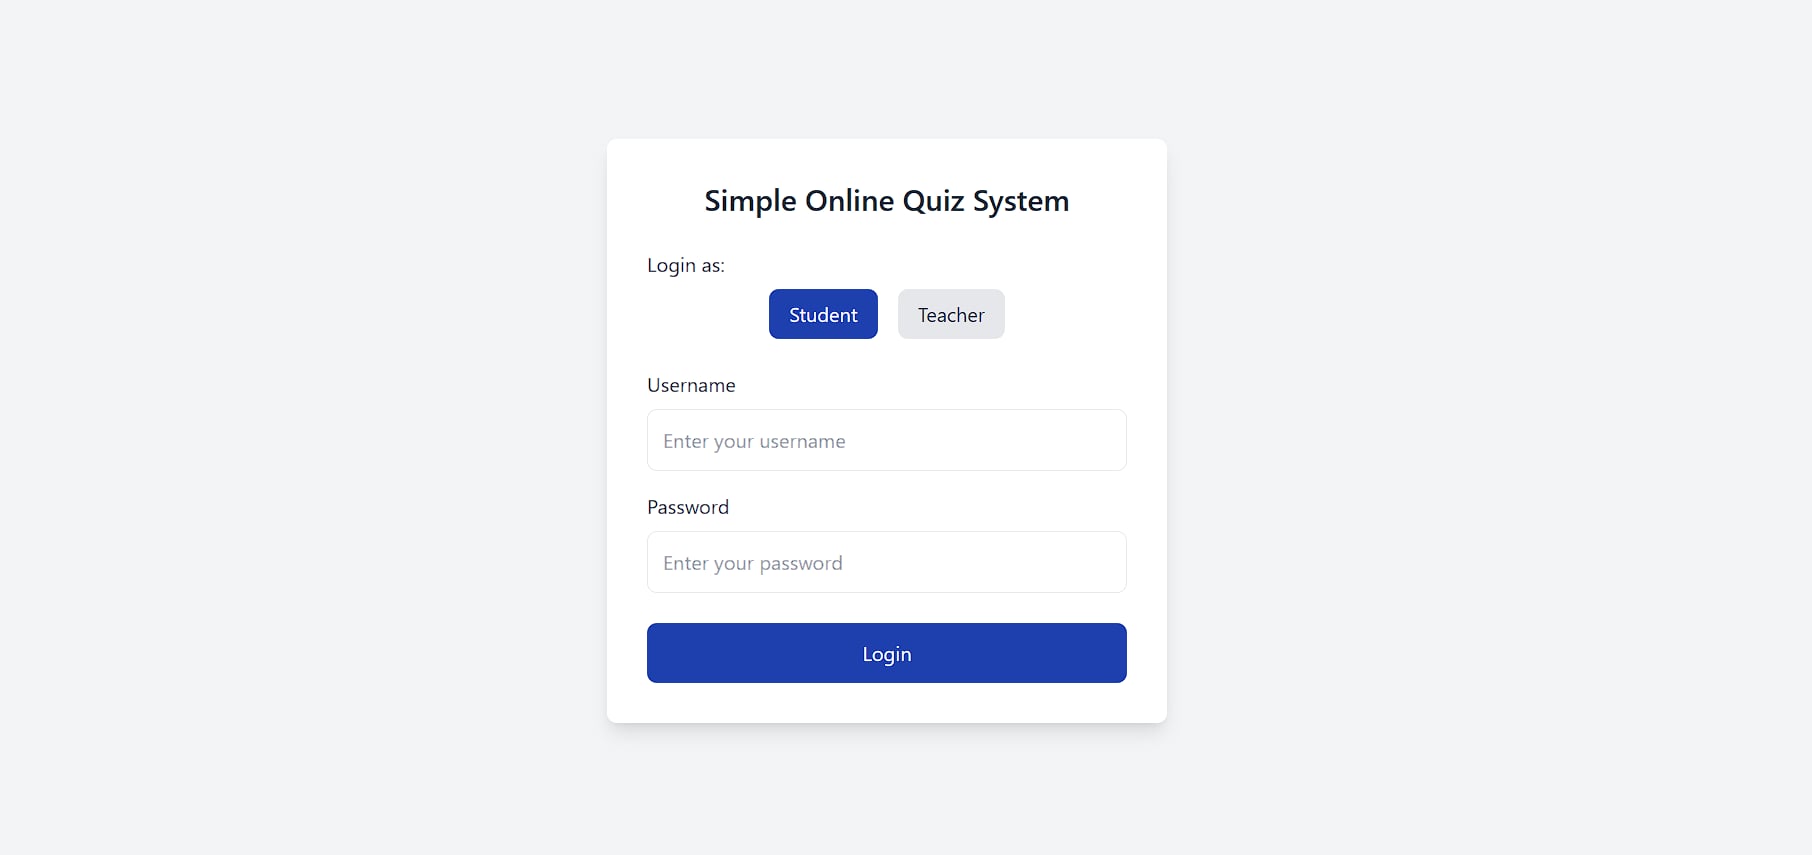 Simple Online Quiz System
Login as:
Student Teacher
Username
Enter your username
Password
Enter your password
Login